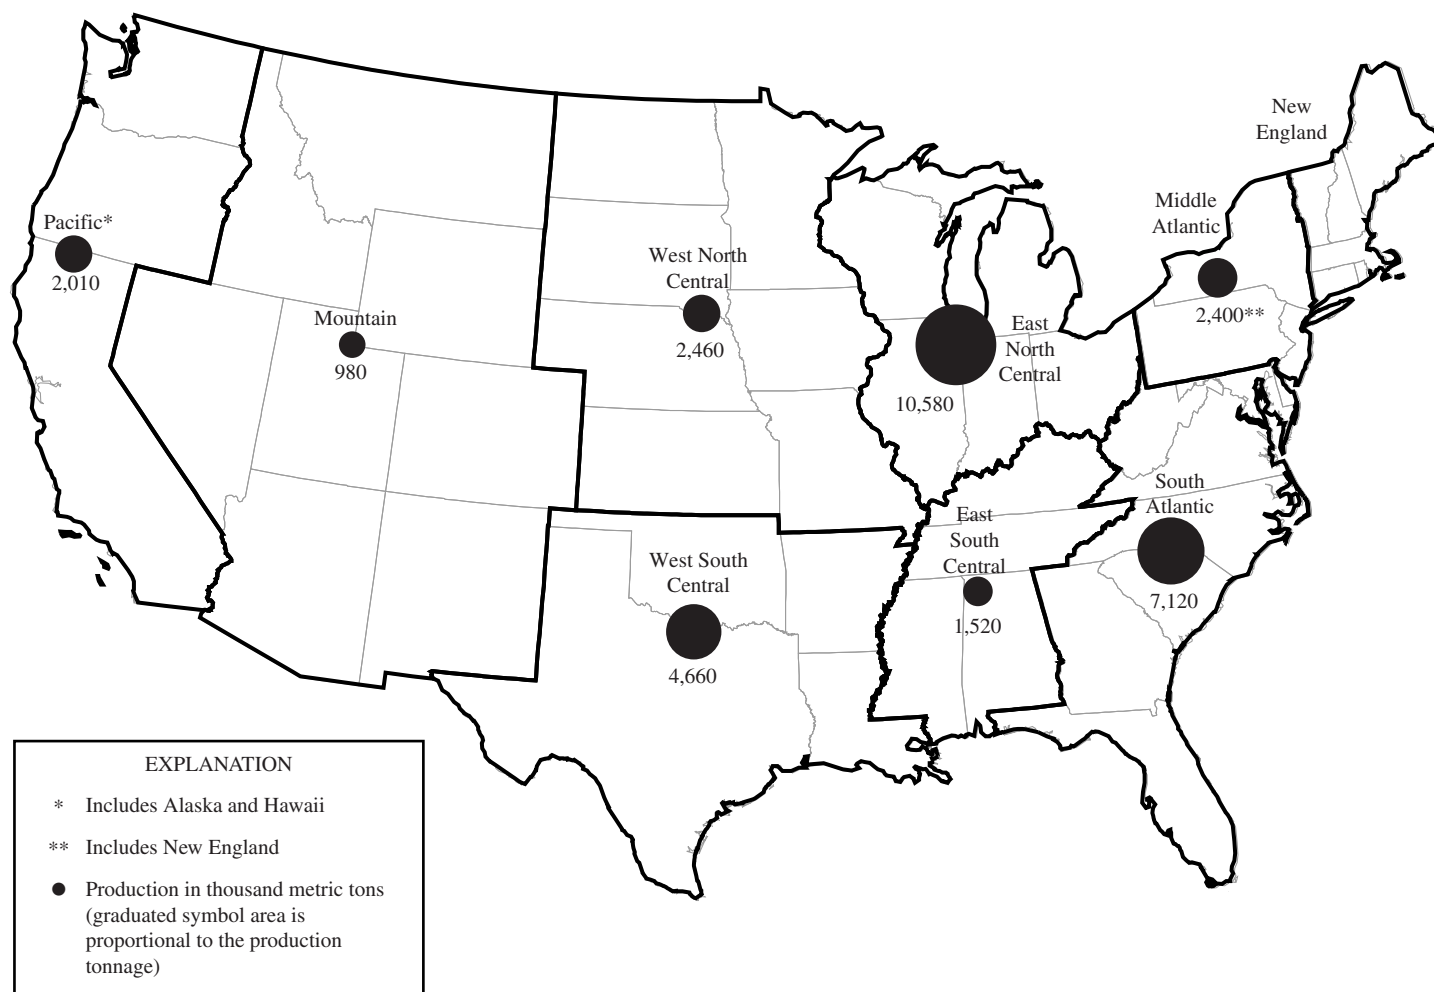 New
England
Middle
Atlantic
2,400**
Pacific*
2,010
Mountain
980
West North
Central
2,460
East
North
Central
10,580
South
Atlantic
7,120
East
South
Central
1,520
West South
Central
4,660
EXPLANATION
* Includes Alaska and Hawaii
** Includes New England
Production in thousand metric tons
(graduated symbol area is
proportional to the production
tonnage)